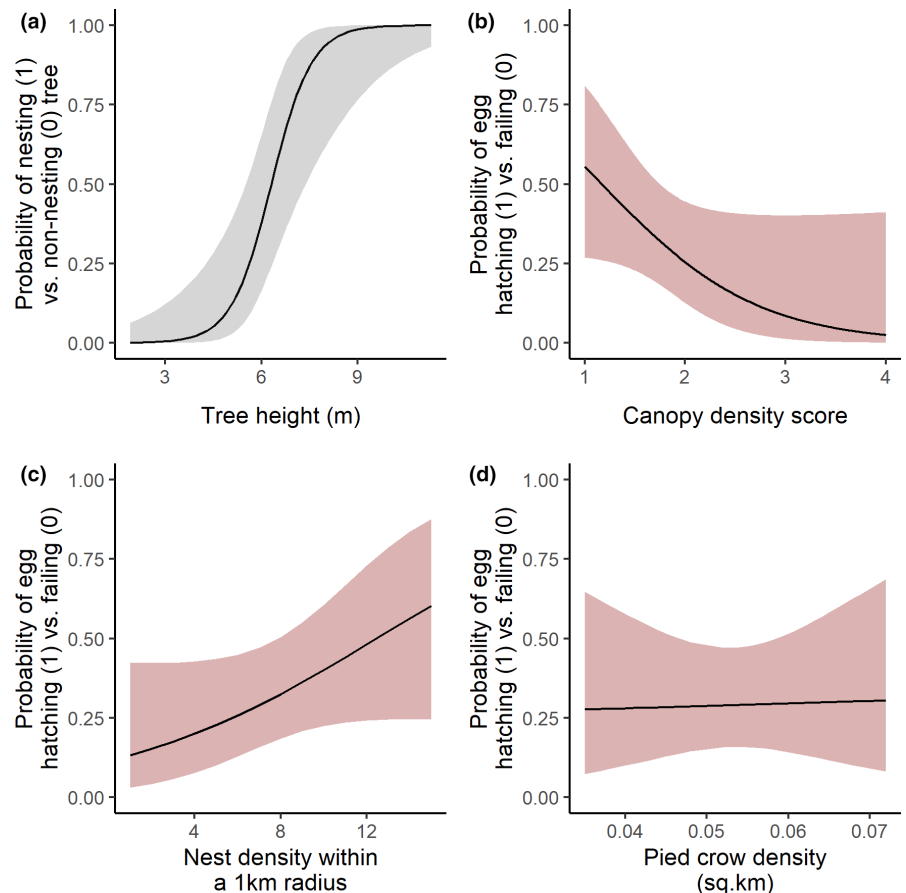 (a)
Probability of nesting (1)
vs. non-nesting (0) tree
1.00
0.75
0.50
0.25
0.00
3 6 9
Tree height (m)
(b)
Probability of egg
hatching (1) vs. failing (0)
1.00
0.75
0.50
0.25
0.00
1 2 3 4
Canopy density score
(c)
Probability of egg
hatching (1) vs. failing (0)
1.00
0.75
0.50
0.25
0.00
4 8 12
Nest density within
a 1km radius
(d)
Probability of egg
hatching (1) vs. failing (0)
1.00
0.75
0.50
0.25
0.00
0.04 0.05 0.06 0.07
Pied crow density
(sq.km)